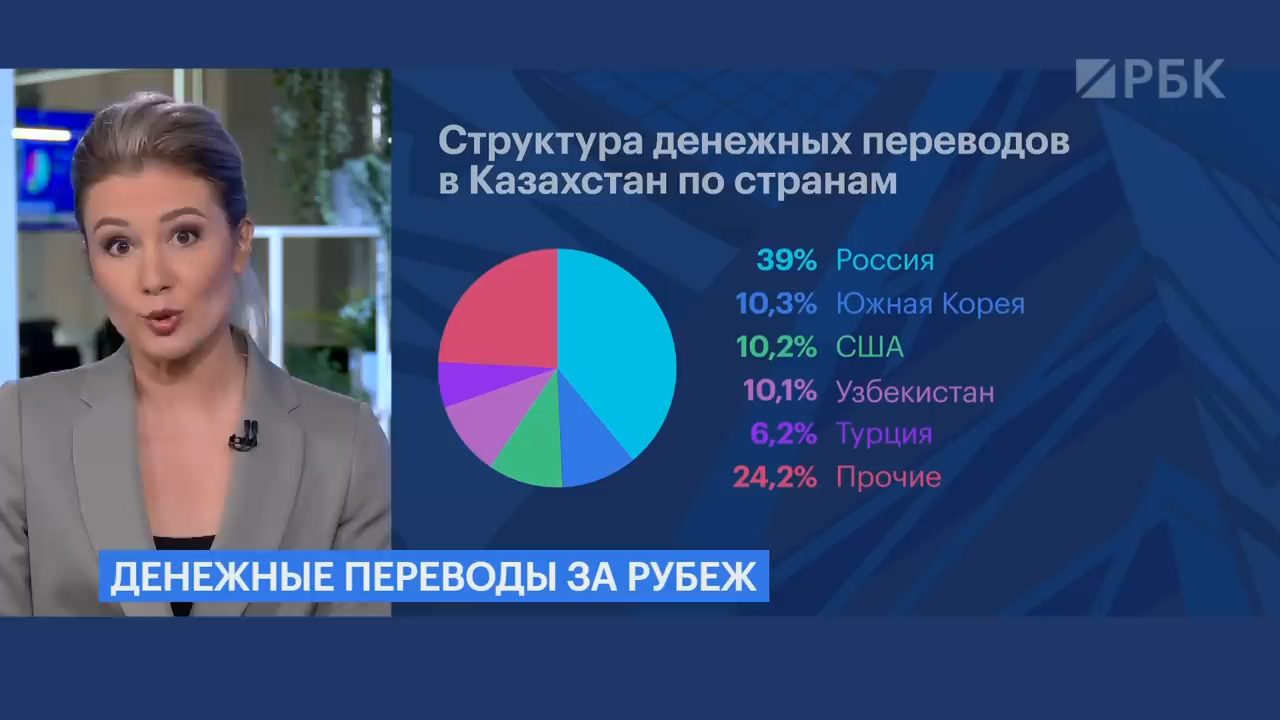 РБК
Структура денежных переводов
в Казахстан по странам
39% Россия
10,3% Южная Корея
10,2% США
10,1% Узбекистан
6,2% Турция
24,2% Прочие
ДЕНЕЖНЫЕ ПЕРЕВОДЫ ЗА РУБЕЖ